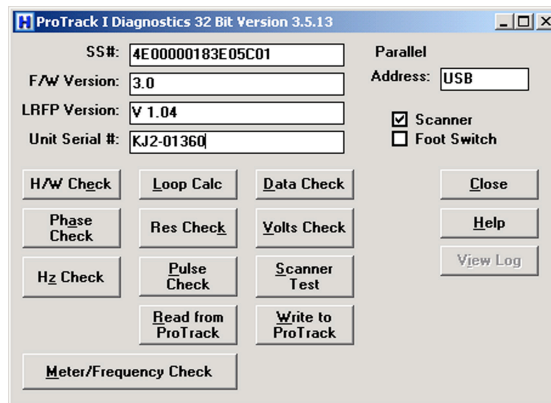 H ProTrack I Diagnostics 32 Bit Version 3.5.13
SS#: 4E00000183E05C01
Parallel
Address: USB
F/W Version: 3.0
LRFP Version: V 1.04
Scanner
Unit Serial #: KJ2-01360
Foot Switch
H/W Check Loop Calc Data Check Close
Phase
Check
Res Check Volts Check Help
Hz Check
Pulse
Check
Scanner
Test
View Log
Read from
ProTrack
Write to
ProTrack
Meter/Frequency Check